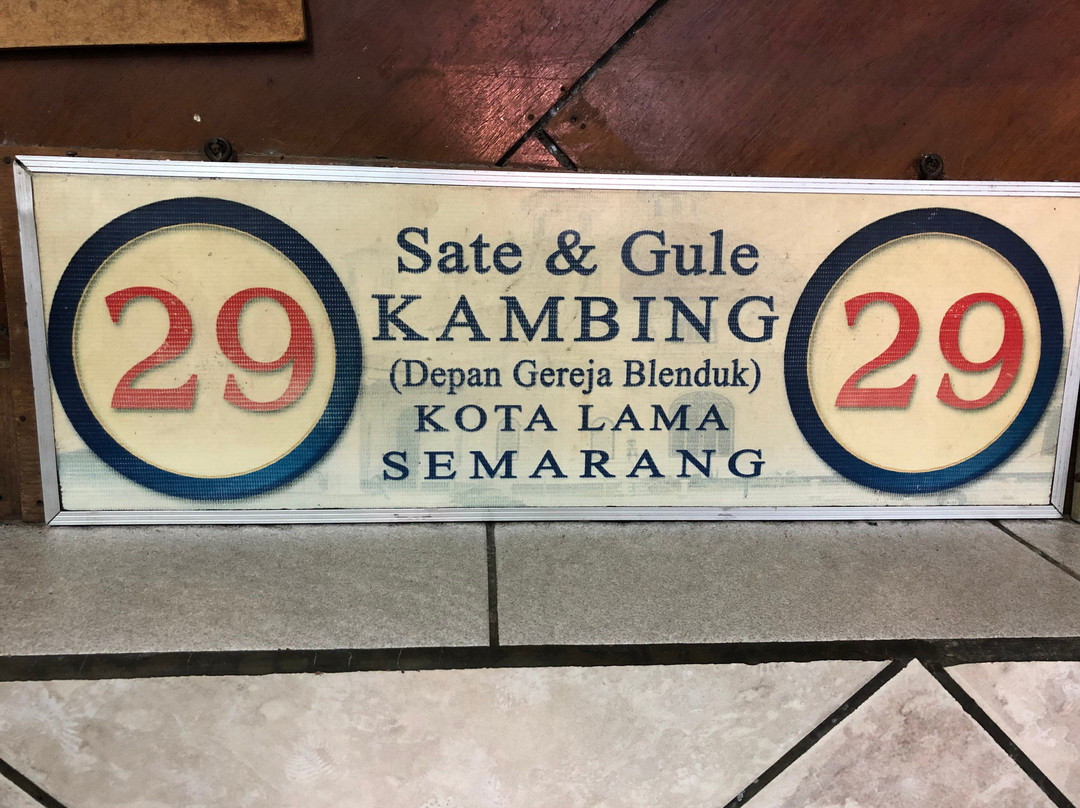 29
Sate & Gule
KAMBING
(Depan Gereja Blenduk)
KOTA LAMA
SEMARANG
29